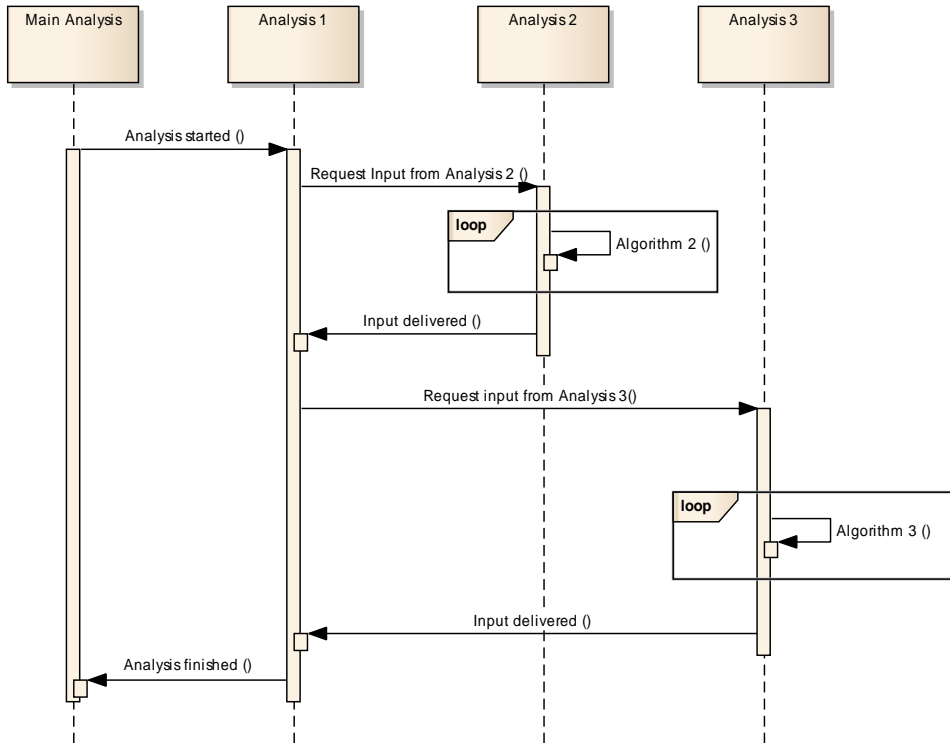 Main Analysis
Analysis 1
Analysis 2
Analysis 3
Analysis started ()
Request Input from Analysis 2 ()
loop
Algorithm 2 ()
Input delivered ()
Request input from Analysis 3()
loop
Algorithm 3 ()
Input delivered ()
Analysis finished ()